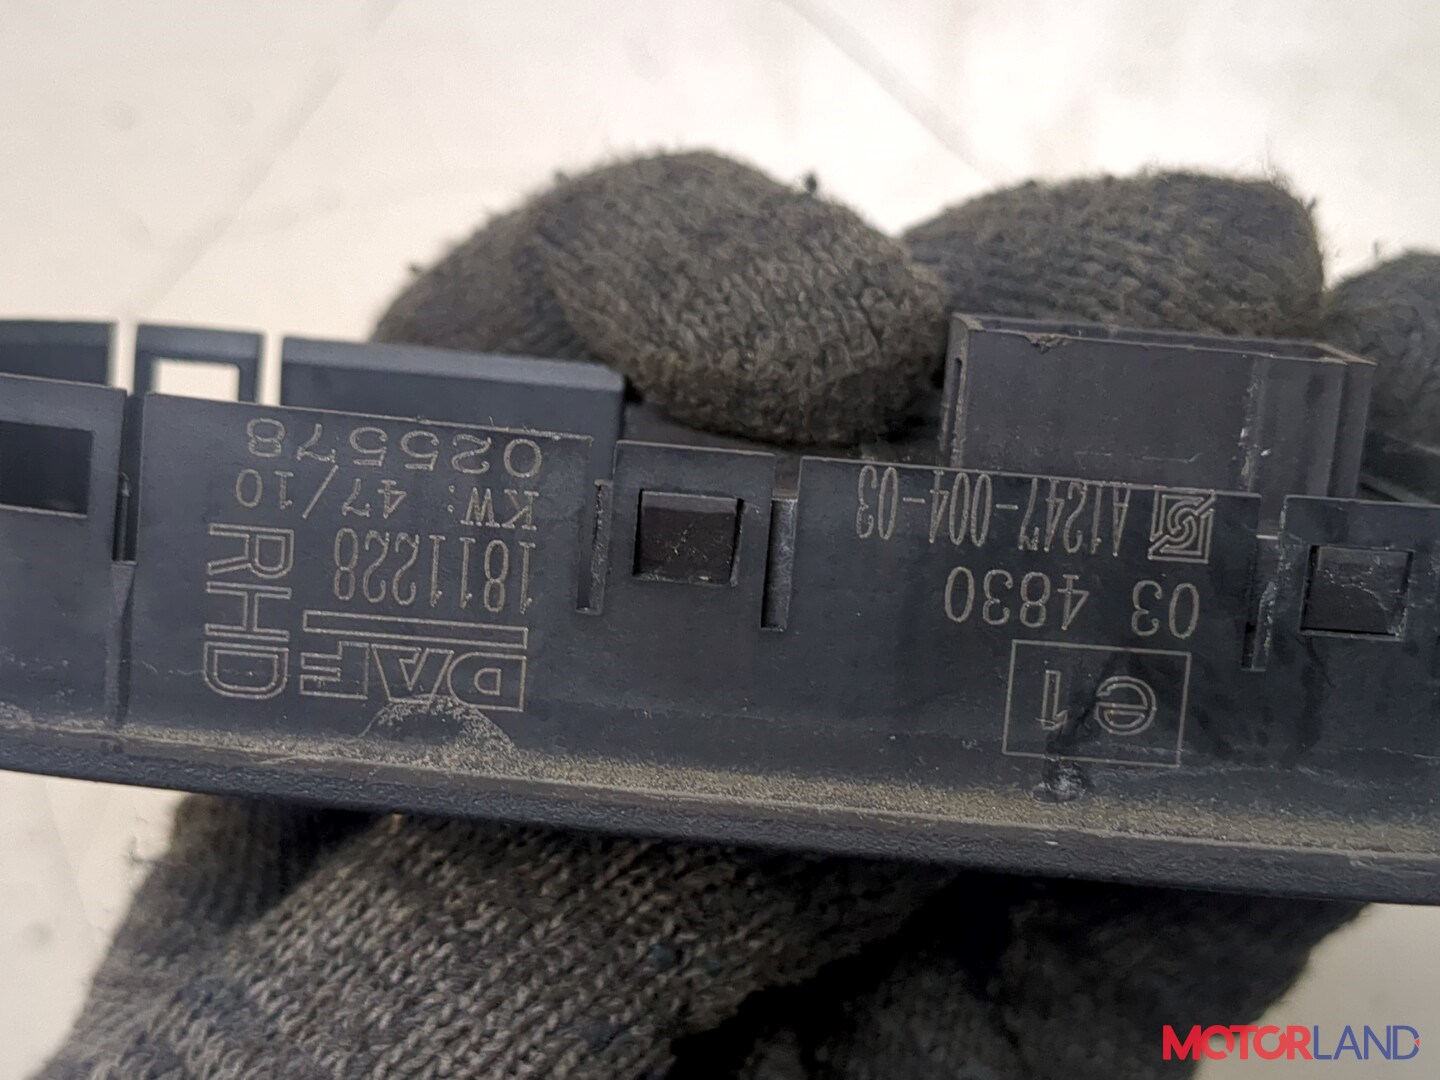 e1
03 4830
A1247-004-03
DAF
RHD
1811228
KW: 47/10
025578
MOTORLAND